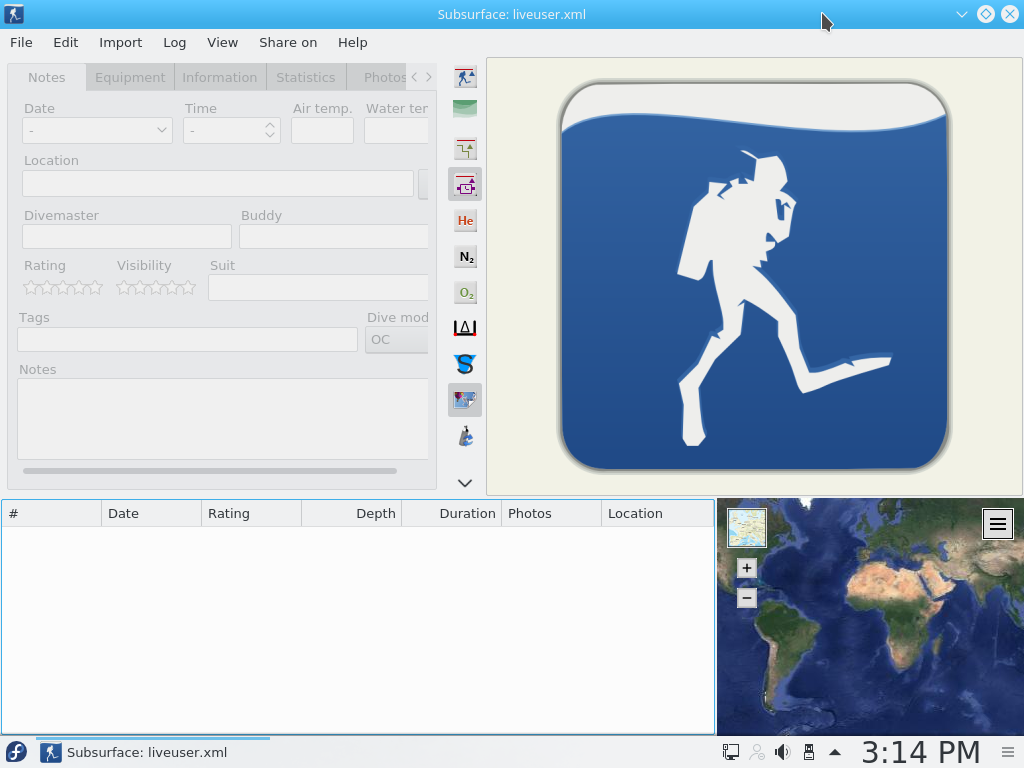 Subsurface: liveuser.xml
File Edit Import Log View Share on Help
Notes Equipment Information Statistics Photos
Date Time Air temp. Water ter
- -
Location
Divemaster Buddy
Rating Visibility Suit
Tags Dive mod
OC
Notes
He
N2
O2
# Date Rating Depth Duration Photos Location
+
−
Subsurface: liveuser.xml 3:14 PM